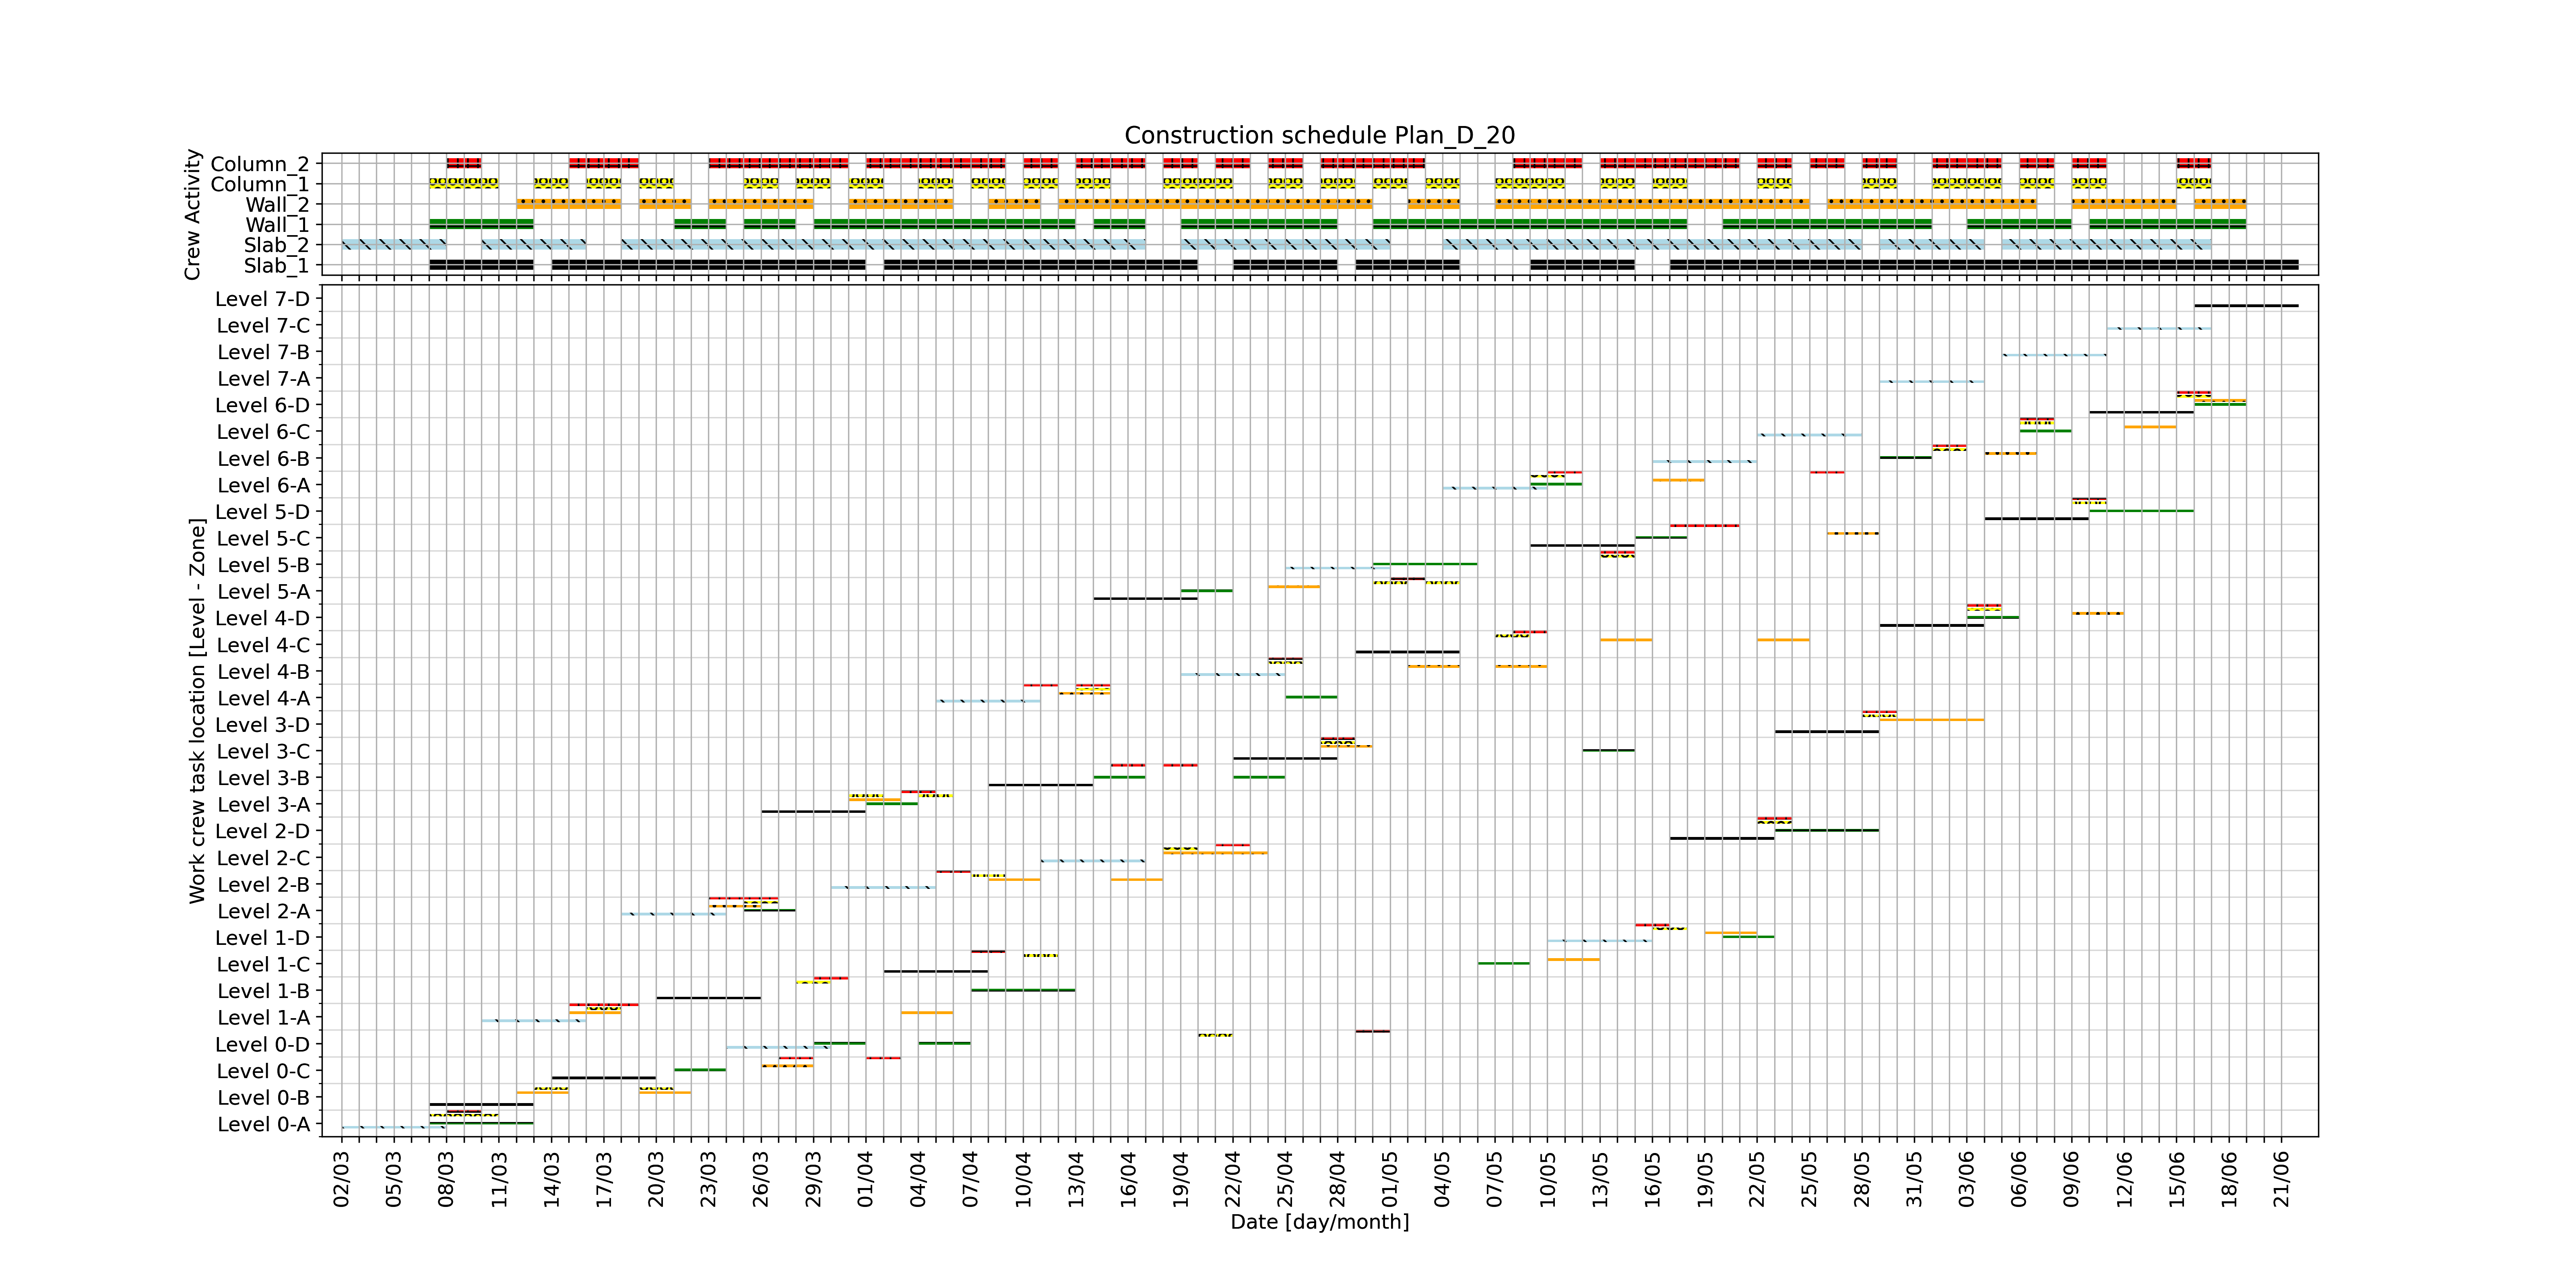 Construction schedule Plan_D_20
Crew Activity
Column_2
Column_1
Wall_2
Wall_1
Slab_2
Slab_1
Work crew task location [Level - Zone]
Level 7-D
Level 7-C
Level 7-B
Level 7-A
Level 6-D
Level 6-C
Level 6-B
Level 6-A
Level 5-D
Level 5-C
Level 5-B
Level 5-A
Level 4-D
Level 4-C
Level 4-B
Level 4-A
Level 3-D
Level 3-C
Level 3-B
Level 3-A
Level 2-D
Level 2-C
Level 2-B
Level 2-A
Level 1-D
Level 1-C
Level 1-B
Level 1-A
Level 0-D
Level 0-C
Level 0-B
Level 0-A
02/03 05/03 08/03 11/03 14/03 17/03 20/03 23/03 26/03 29/03 01/04 04/04 07/04 10/04 13/04 16/04 19/04 22/04 25/04 28/04 01/05 04/05 07/05 10/05 13/05 16/05 19/05 22/05 25/05 28/05 31/05 03/06 06/06 09/06 12/06 15/06 18/06 21/06
Date [day/month]